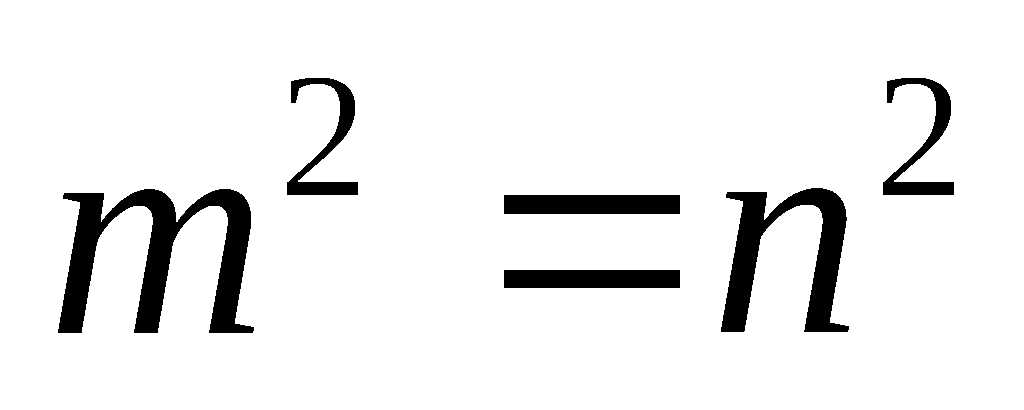 m² = n²